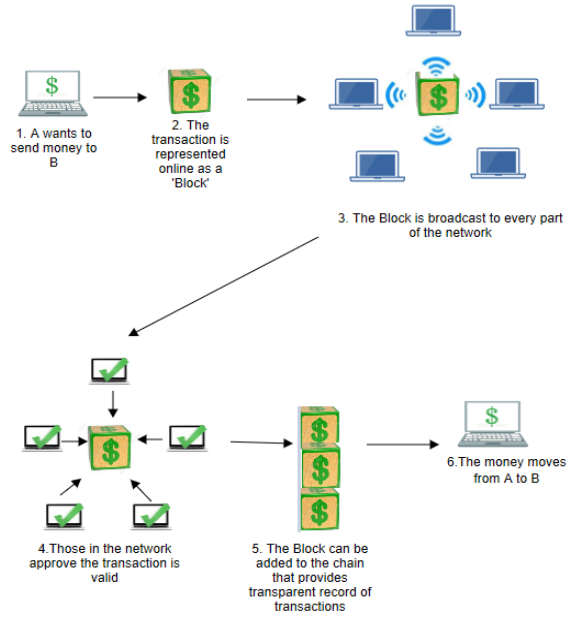 1. A wants to
send money to
B
2. The
transaction is
represented
online as a
'Block'
3. The Block is broadcast to every part
of the network
4.Those in the network
approve the transaction is
valid
5. The Block can be
added to the chain
that provides
transparent record of
transactions
6.The money moves
from A to B